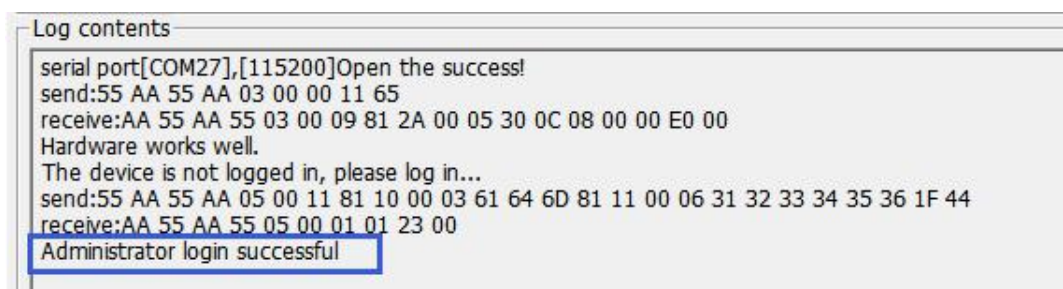 Log contents
serial port[COM27],[115200]Open the success!
send:55 AA 55 AA 03 00 00 11 65
receive:AA 55 AA 55 03 00 09 81 2A 00 05 30 0C 08 00 00 E0 00
Hardware works well.
The device is not logged in, please log in...
send:55 AA 55 AA 05 00 11 81 10 00 03 61 64 6D 81 11 00 06 31 32 33 34 35 36 1F 44
receive:AA 55 AA 55 05 00 01 01 23 00
Administrator login successful